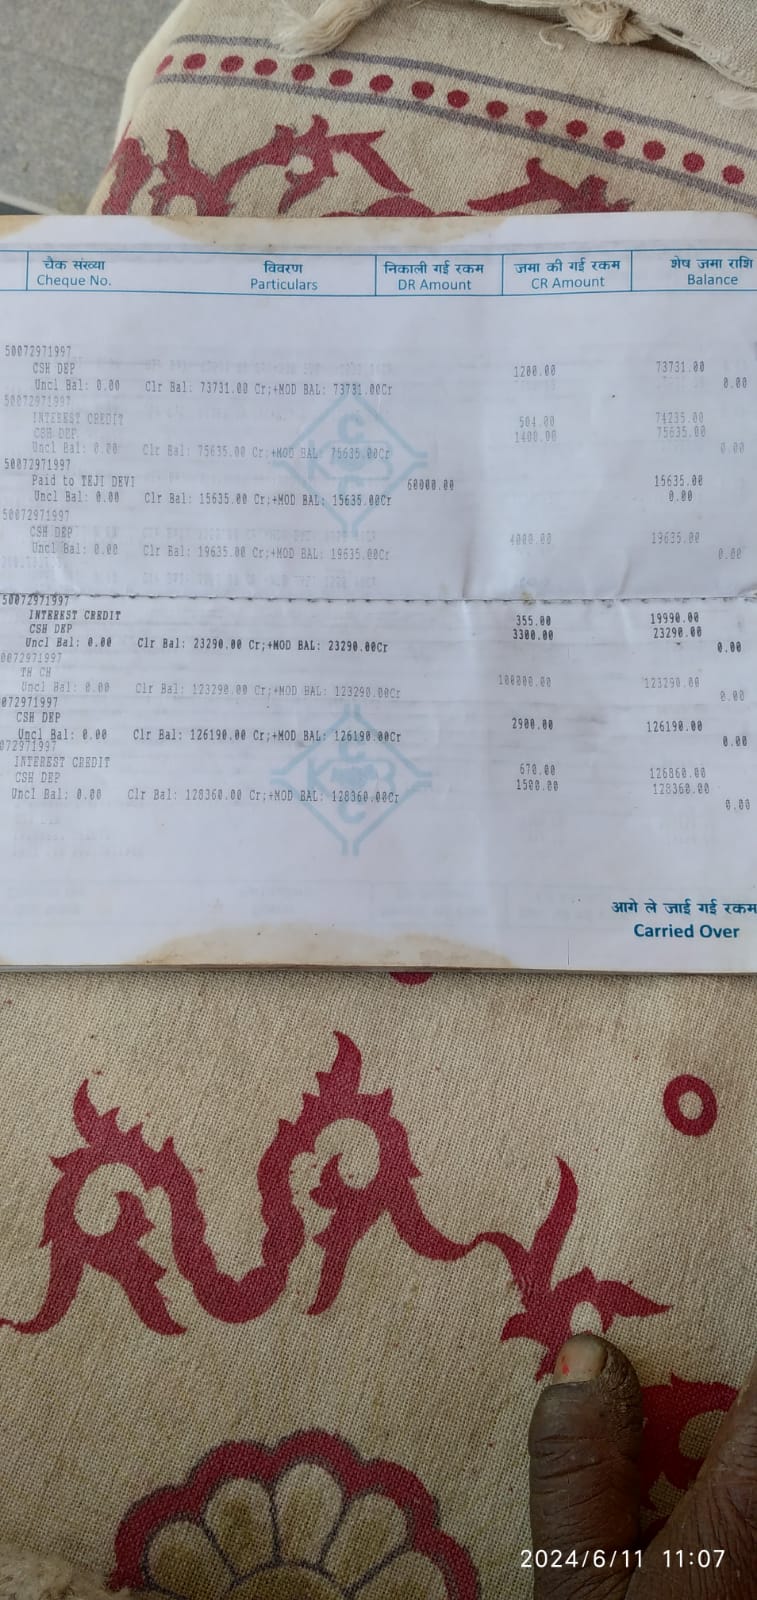 चैक संख्या विवरण निकाली गई रकम जमा की गई रकम शेष जमा राशि
Cheque No. Particulars DR Amount CR Amount Balance
50072971997
CSH DEP 1200.00 73731.00
Uncl Bal: 0.00 Clr Bal: 73731.00 Cr;+MOD BAL: 73731.00Cr 0.00
50072971997
INTEREST CREDIT 504.00 74235.00
CSH DEP 1400.00 75635.00
Uncl Bal: 0.00 Clr Bal: 75635.00 Cr;+MOD BAL: 75635.00Cr 0.00
50072971997
Paid to TEJI DEVI 60000.00 15635.00
Uncl Bal: 0.00 Clr Bal: 15635.00 Cr;+MOD BAL: 15635.00Cr 0.00
50072971997
CSH DEP 4000.00 19635.00
Uncl Bal: 0.00 Clr Bal: 19635.00 Cr;+MOD BAL: 19635.00Cr 0.00
50072971997
INTEREST CREDIT 355.00 19990.00
CSH DEP 3300.00 23290.00
Uncl Bal: 0.00 Clr Bal: 23290.00 Cr;+MOD BAL: 23290.00Cr 0.00
0072971997
TR CH 100000.00 123290.00
Uncl Bal: 0.00 Clr Bal: 123290.00 Cr;+MOD BAL: 123290.00Cr 0.00
072971997
CSH DEP 2900.00 126190.00
Uncl Bal: 0.00 Clr Bal: 126190.00 Cr;+MOD BAL: 126190.00Cr 0.00
072971997
INTEREST CREDIT 670.00 126860.00
CSH DEP 1500.00 128360.00
Uncl Bal: 0.00 Clr Bal: 128360.00 Cr;+MOD BAL: 128360.00Cr 0.00
आगे ले जाई गई रकम
Carried Over
2024/6/11 11:07